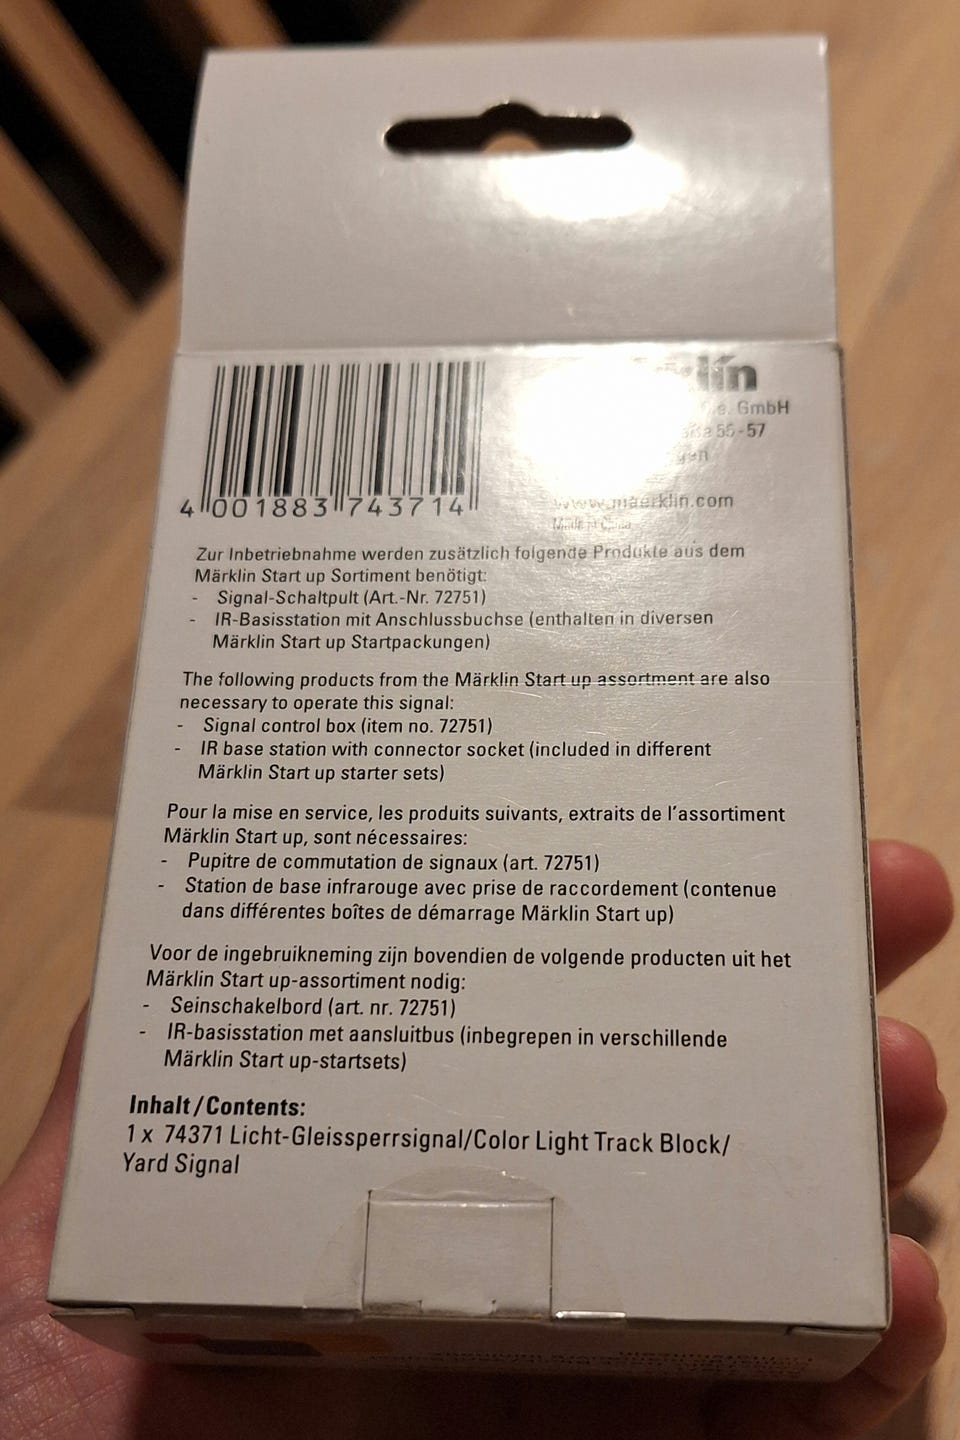 4 001883 743714
GmbH
55-57
www.maerklin.com
Made in China
Zur Inbetriebnahme werden zusätzlich folgende Produkte aus dem
Märklin Start up Sortiment benötigt:
- Signal-Schaltpult (Art.-Nr. 72751)
- IR-Basisstation mit Anschlussbuchse (enthalten in diversen
Märklin Start up Startpackungen)
The following products from the Märklin Start up assortment are also
necessary to operate this signal:
- Signal control box (item no. 72751)
- IR base station with connector socket (included in different
Märklin Start up starter sets)
Pour la mise en service, les produits suivants, extraits de l'assortiment
Märklin Start up, sont nécessaires:
- Pupitre de commutation de signaux (art. 72751)
- Station de base infrarouge avec prise de raccordement (contenue
dans différentes boîtes de démarrage Märklin Start up)
Voor de ingebruikneming zijn bovendien de volgende producten uit het
Märklin Start up-assortiment nodig:
- Seinschakelbord (art. nr. 72751)
- IR-basisstation met aansluitbus (inbegrepen in verschillende
Märklin Start up-startsets)
Inhalt/Contents:
1 x 74371 Licht-Gleissperrsignal/Color Light Track Block/
Yard Signal